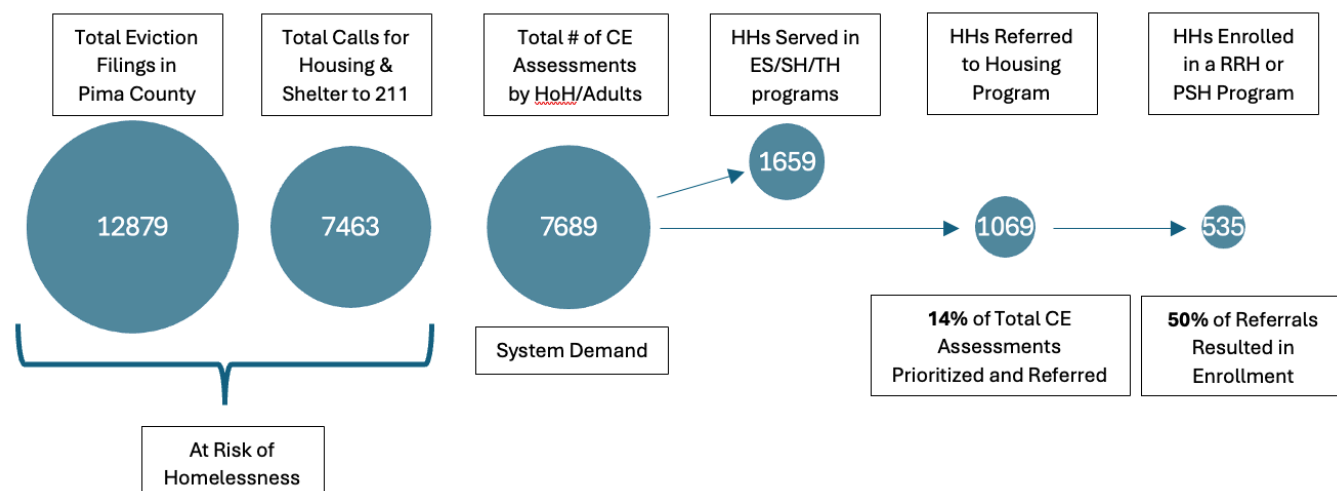 Total Eviction
Filings in
Pima County
Total Calls for
Housing &
Shelter to 211
Total # of CE
Assessments
by HoH/Adults
HHs Served in
ES/SH/TH
programs
HHs Referred
to Housing
Program
HHs Enrolled
in a RRH or
PSH Program
12879
7463
7689
1659
1069
535
System Demand
14% of Total CE
Assessments
Prioritized and Referred
50% of Referrals
Resulted in
Enrollment
At Risk of
Homelessness